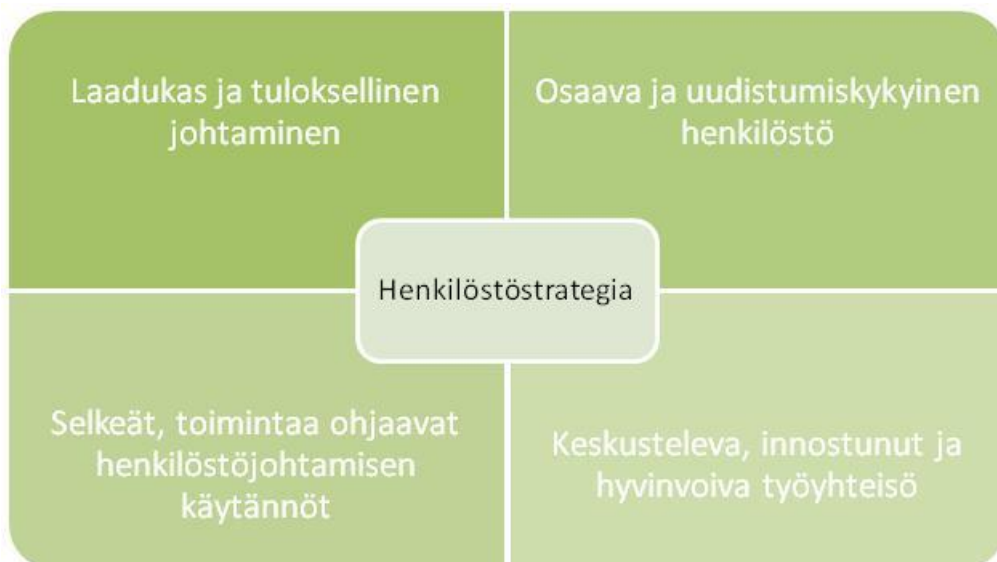 Laadukas ja tuloksellinen
johtaminen
Osaava ja uudistumiskykyinen
henkilöstö
Henkilöstöstrategia
Selkeät, toimintaa ohjaavat
henkilöstöjohtamisen
käytännöt
Keskusteleva, innostunut ja
hyvinvoiva työyhteisö